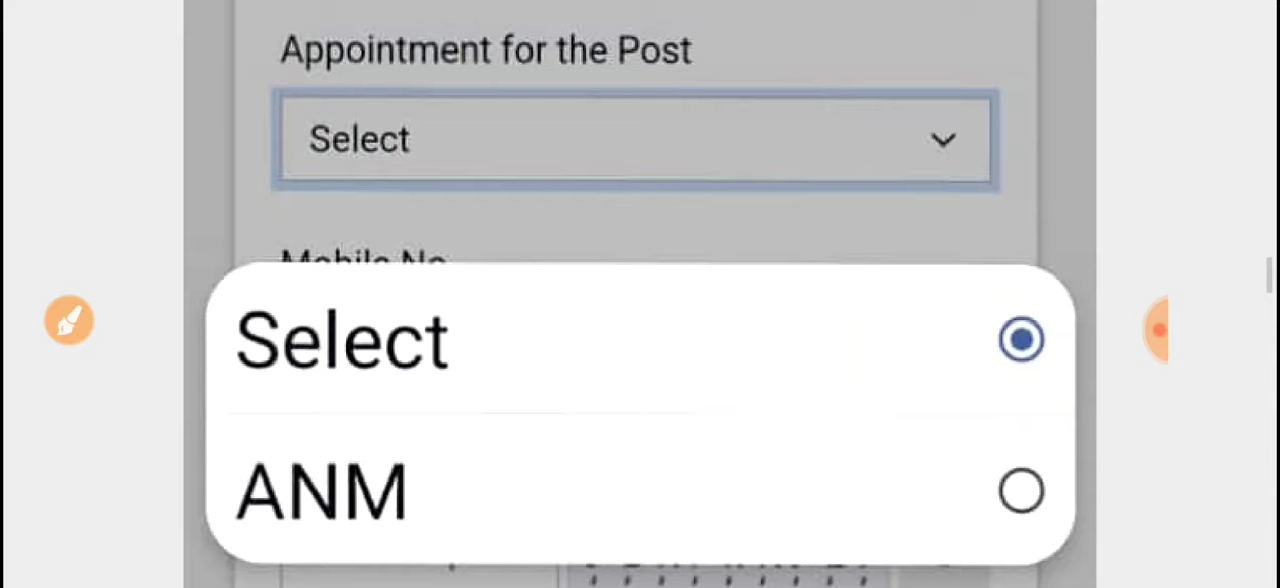 Appointment for the Post
Select
Mobile No
Select
ANM